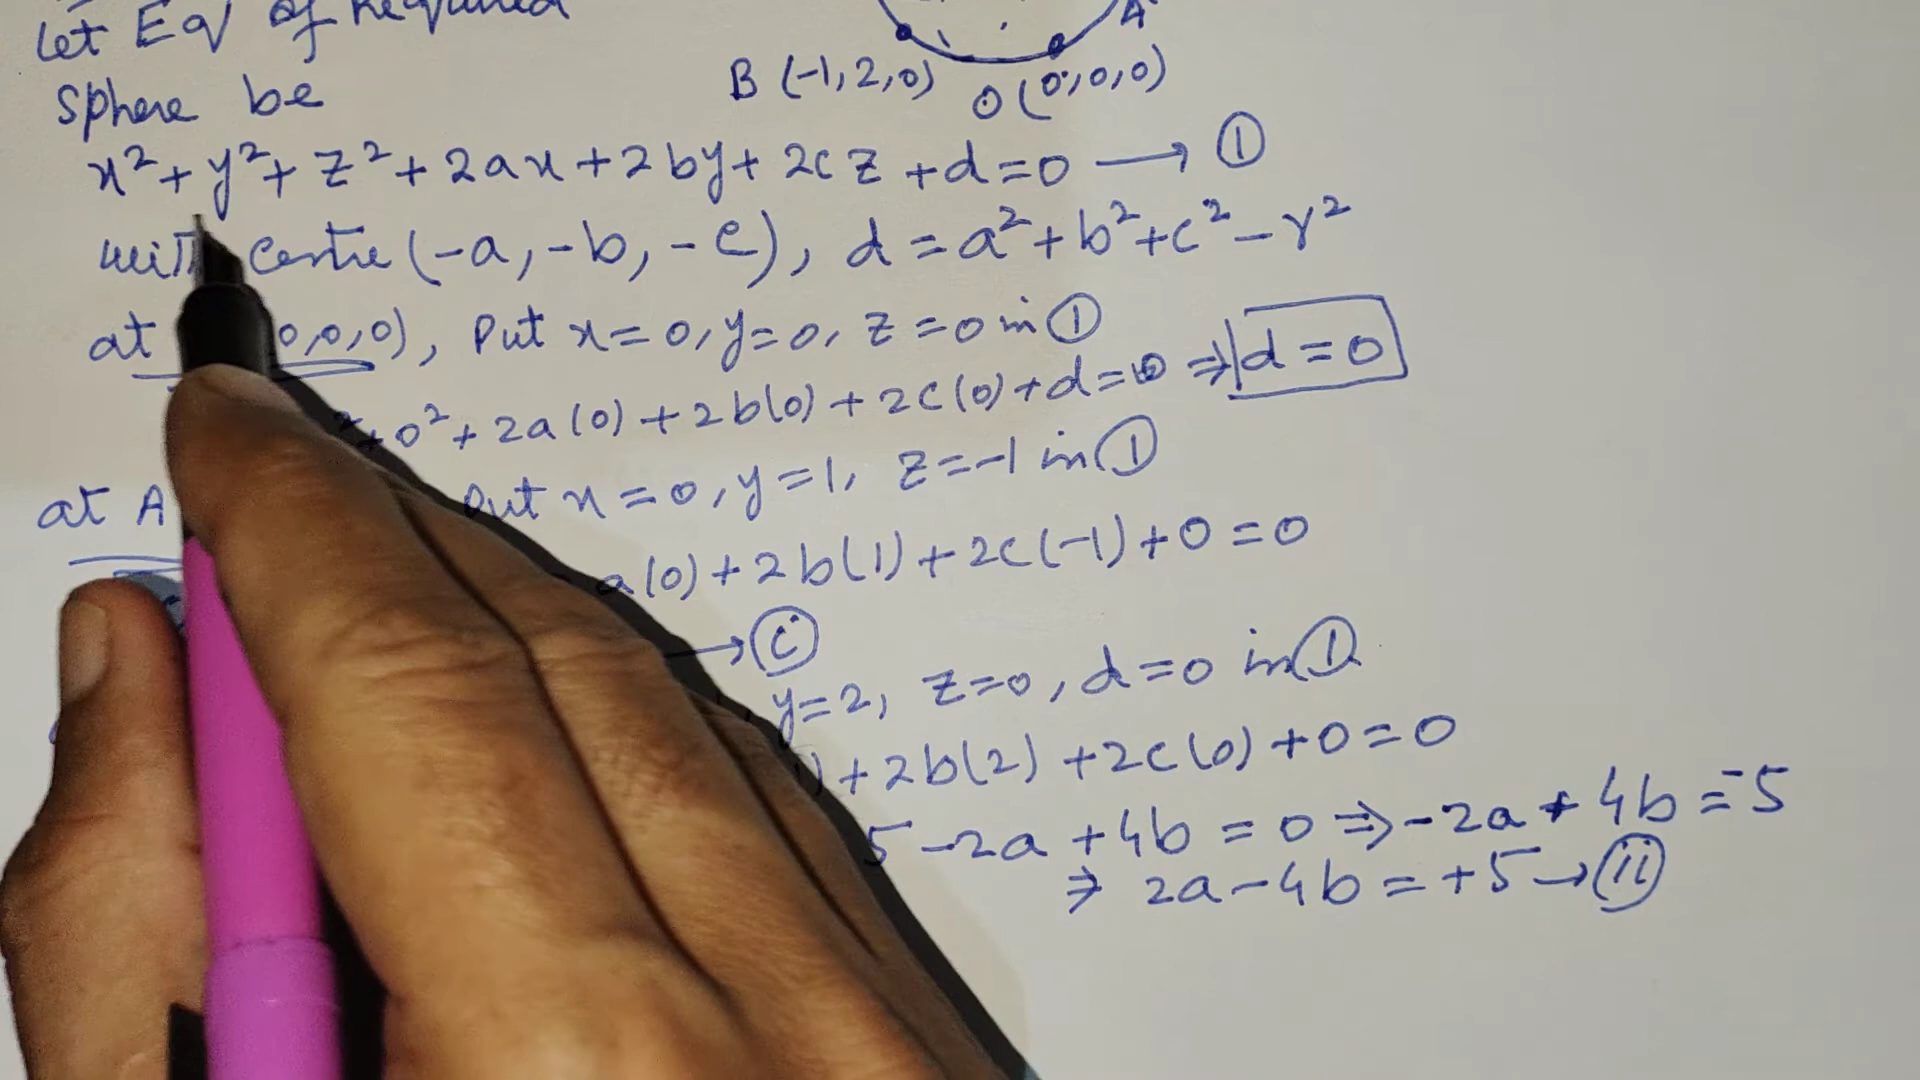 Let Eq of Required
Sphere be
A
B (-1,2,0)
O (0,0,0)
x²+y²+z²+2ax+2by+2cz+d=0 → ①
centre (-a,-b,-c), d=a²+b²+c²-r²
at 0,0,0), Put x=0, y=0, z=0 in ①
+0²+2a(0)+2b(0)+2c(0)+d=0 ⇒ d=0
at A Put x=0, y=1, z=-1 in ①
a(0)+2b(1)+2c(-1)+0=0
→ (i)
y=2, z=0, d=0 in ①
)+2b(2)+2c(0)+0=0
5-2a+4b=0 ⇒ -2a+4b=-5
⇒ 2a-4b=+5 → (ii)